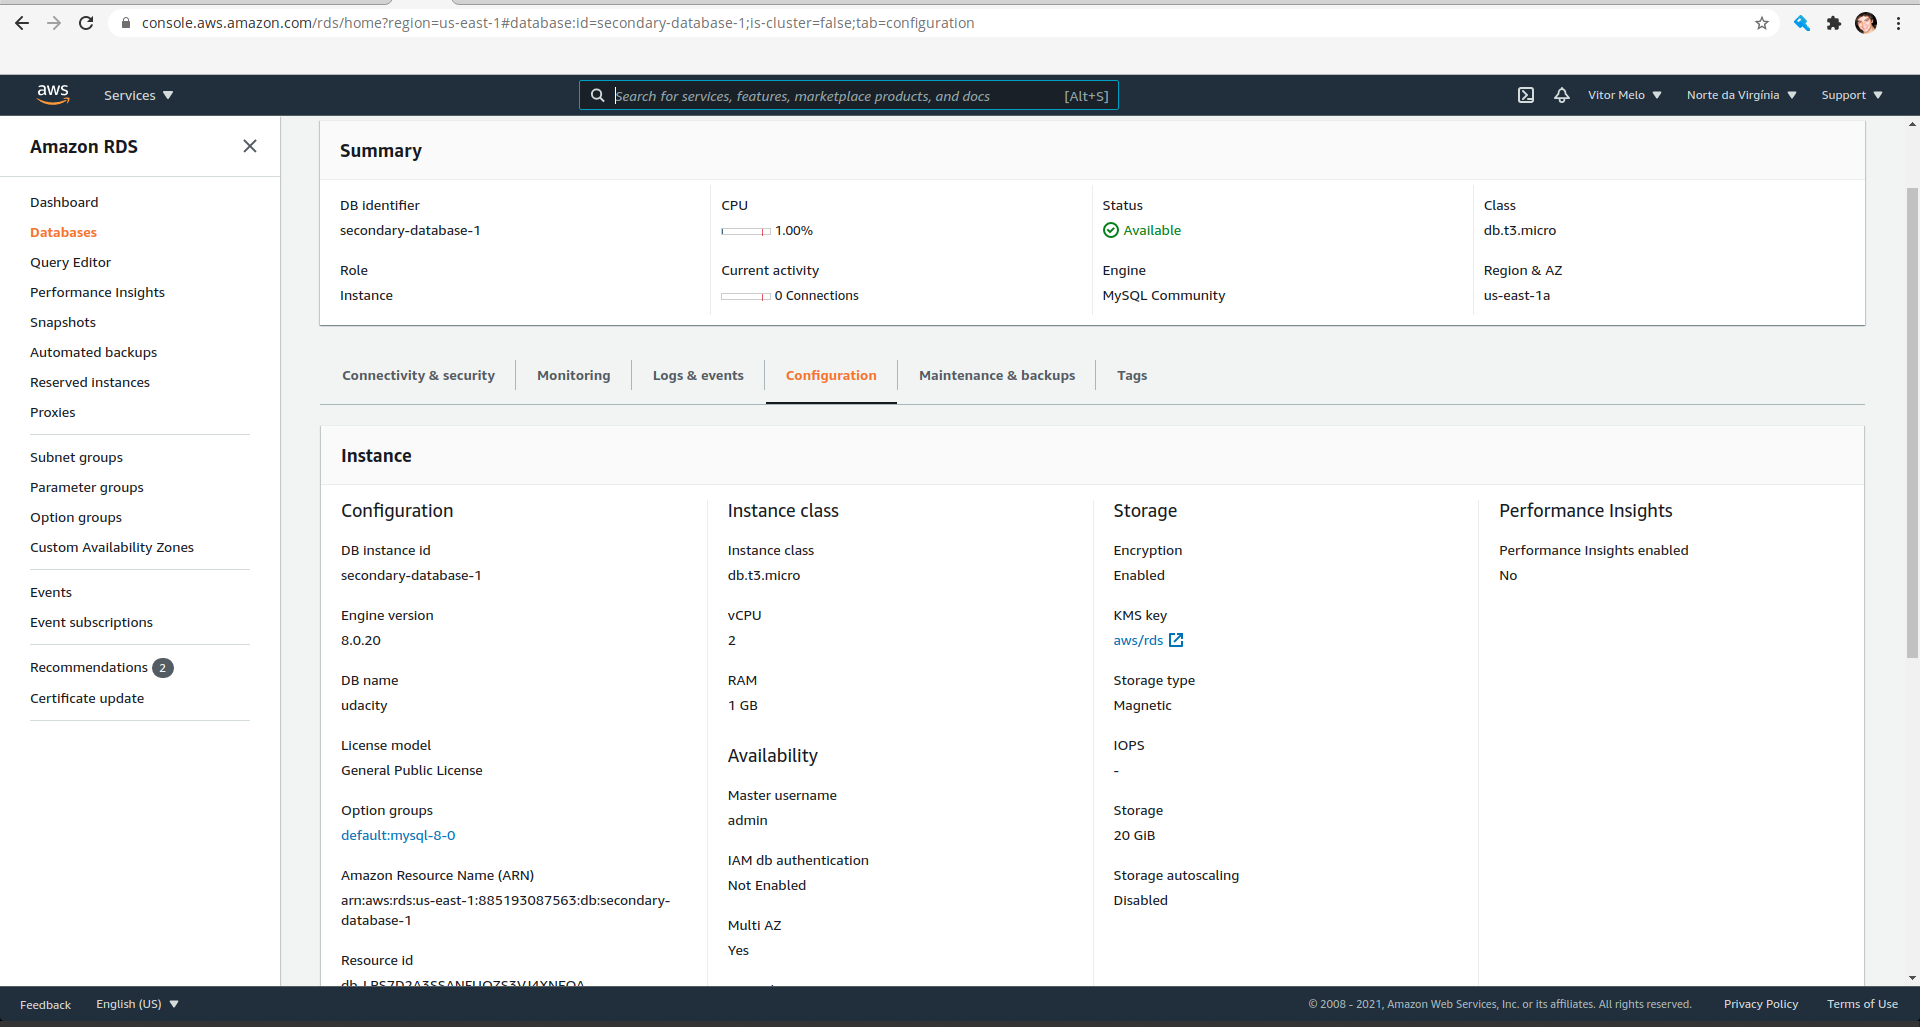 console.aws.amazon.com/rds/home?region=us-east-1#database:id=secondary-database-1;is-cluster=false;tab=configuration
aws
Services
Search for services, features, marketplace products, and docs
[Alt+S]
Vitor Melo
Norte da Virgínia
Support
Amazon RDS
Dashboard
Databases
Query Editor
Performance Insights
Snapshots
Automated backups
Reserved instances
Proxies
Subnet groups
Parameter groups
Option groups
Custom Availability Zones
Events
Event subscriptions
Recommendations 2
Certificate update
Summary
DB identifier
secondary-database-1
Role
Instance
CPU
1.00%
Current activity
0 Connections
Status
Available
Engine
MySQL Community
Class
db.t3.micro
Region & AZ
us-east-1a
Connectivity & security
Monitoring
Logs & events
Configuration
Maintenance & backups
Tags
Instance
Configuration
DB instance id
secondary-database-1
Engine version
8.0.20
DB name
udacity
License model
General Public License
Option groups
default:mysql-8-0
Amazon Resource Name (ARN)
arn:aws:rds:us-east-1:885193087563:db:secondary-
database-1
Resource id
Instance class
Instance class
db.t3.micro
vCPU
2
RAM
1 GB
Availability
Master username
admin
IAM db authentication
Not Enabled
Multi AZ
Yes
Storage
Encryption
Enabled
KMS key
aws/rds
Storage type
Magnetic
IOPS
-
Storage
20 GiB
Storage autoscaling
Disabled
Performance Insights
Performance Insights enabled
No
Feedback
English (US)
© 2008 - 2021, Amazon Web Services, Inc. or its affiliates. All rights reserved.
Privacy Policy
Terms of Use